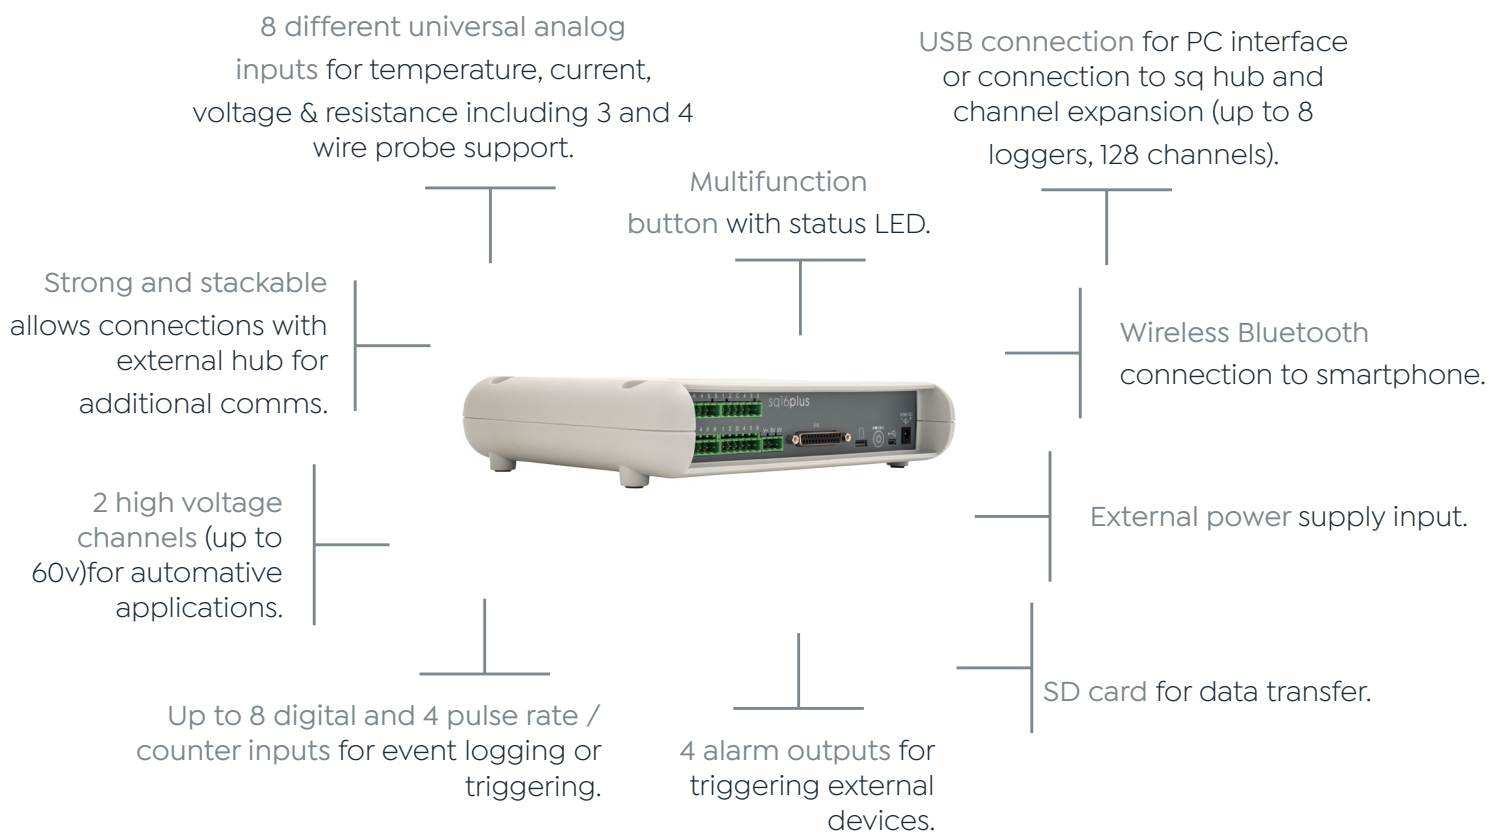 8 different universal analog
inputs for temperature, current,
voltage & resistance including 3 and 4
wire probe support.
USB connection for PC interface
or connection to sq hub and
channel expansion (up to 8
loggers, 128 channels).
Multifunction
button with status LED.
Strong and stackable
allows connections with
external hub for
additional comms.
Wireless Bluetooth
connection to smartphone.
sq16plus
2 high voltage
channels (up to
60v)for automative
applications.
External power supply input.
SD card for data transfer.
Up to 8 digital and 4 pulse rate /
counter inputs for event logging or
triggering.
4 alarm outputs for
triggering external
devices.